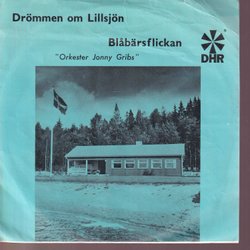 Drömmen om Lillsjön
Blåbärsflickan
"Orkester Jonny Gribs"
DHR